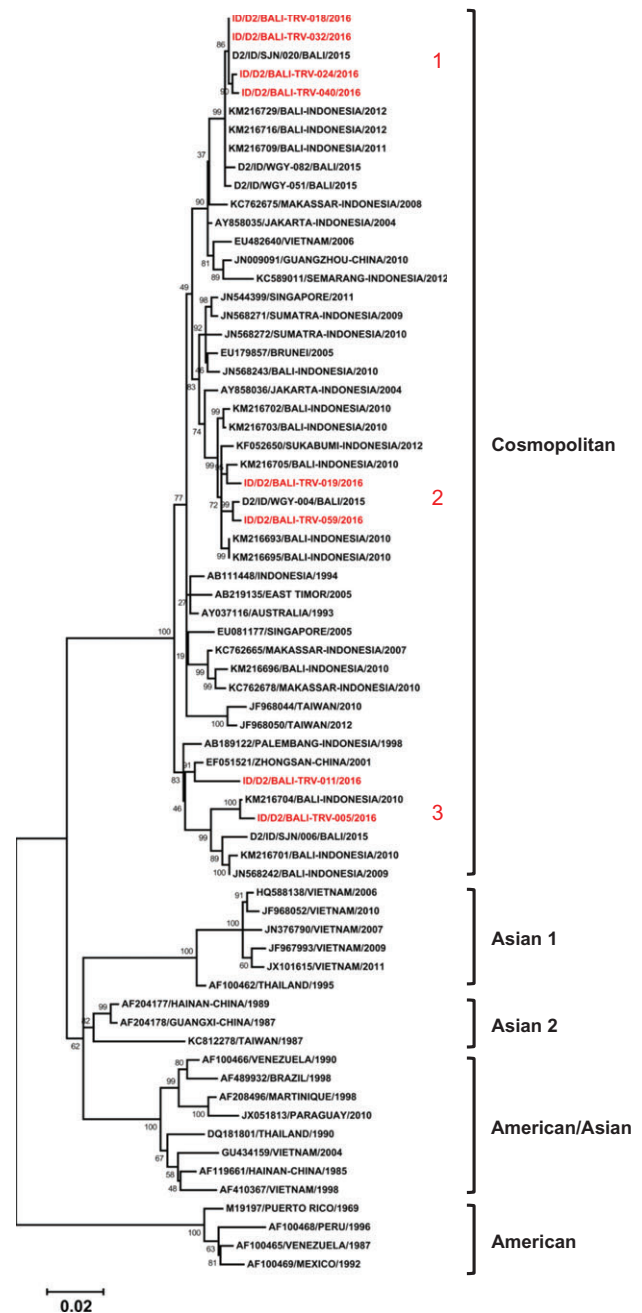 ID/D2/BALI-TRV-018/2016
86
ID/D2/BALI-TRV-032/2016
D2/ID/SJN/020/BALI/2015
1
ID/D2/BALI-TRV-024/2016
90
ID/D2/BALI-TRV-040/2016
99
KM216729/BALI-INDONESIA/2012
KM216716/BALI-INDONESIA/2012
37
KM216709/BALI-INDONESIA/2011
D2/ID/WGY-082/BALI/2015
D2/ID/WGY-051/BALI/2015
90
KC762675/MAKASSAR-INDONESIA/2008
AY858035/JAKARTA-INDONESIA/2004
EU482640/VIETNAM/2006
81
JN009091/GUANGZHOU-CHINA/2010
89
KC589011/SEMARANG-INDONESIA/2012
49
98
JN544399/SINGAPORE/2011
JN568271/SUMATRA-INDONESIA/2009
92
JN568272/SUMATRA-INDONESIA/2010
EU179857/BRUNEI/2005
46
JN568243/BALI-INDONESIA/2010
83
AY858036/JAKARTA-INDONESIA/2004
99
KM216702/BALI-INDONESIA/2010
74
KM216703/BALI-INDONESIA/2010
Cosmopolitan
KF052650/SUKABUMI-INDONESIA/2012
99
KM216705/BALI-INDONESIA/2010
ID/D2/BALI-TRV-019/2016
77
72
99
D2/ID/WGY-004/BALI/2015
2
ID/D2/BALI-TRV-059/2016
KM216693/BALI-INDONESIA/2010
99
KM216695/BALI-INDONESIA/2010
AB111448/INDONESIA/1994
AB219135/EAST TIMOR/2005
27
AY037116/AUSTRALIA/1993
100
EU081177/SINGAPORE/2005
19
KC762665/MAKASSAR-INDONESIA/2007
99
KM216696/BALI-INDONESIA/2010
99
KC762678/MAKASSAR-INDONESIA/2010
JF968044/TAIWAN/2010
100
JF968050/TAIWAN/2012
AB189122/PALEMBANG-INDONESIA/1998
91
EF051521/ZHONGSAN-CHINA/2001
83
ID/D2/BALI-TRV-011/2016
46
100
KM216704/BALI-INDONESIA/2010
ID/D2/BALI-TRV-005/2016
3
99
D2/ID/SJN/006/BALI/2015
89
KM216701/BALI-INDONESIA/2010
100
JN568242/BALI-INDONESIA/2009
91
HQ588138/VIETNAM/2006
JF968052/VIETNAM/2010
100
JN376790/VIETNAM/2007
Asian 1
100
JF967993/VIETNAM/2009
60
JX101615/VIETNAM/2011
AF100462/THAILAND/1995
99
AF204177/HAINAN-CHINA/1989
82
AF204178/GUANGXI-CHINA/1987
Asian 2
62
KC812278/TAIWAN/1987
80
AF100466/VENEZUELA/1990
99
AF489932/BRAZIL/1998
AF208496/MARTINIQUE/1998
100
JX051813/PARAGUAY/2010
American/Asian
100
DQ181801/THAILAND/1990
67
GU434159/VIETNAM/2004
58
AF119661/HAINAN-CHINA/1985
48
AF410367/VIETNAM/1998
M19197/PUERTO RICO/1969
100
AF100468/PERU/1996
63
AF100465/VENEZUELA/1987
American
81
AF100469/MEXICO/1992
0.02